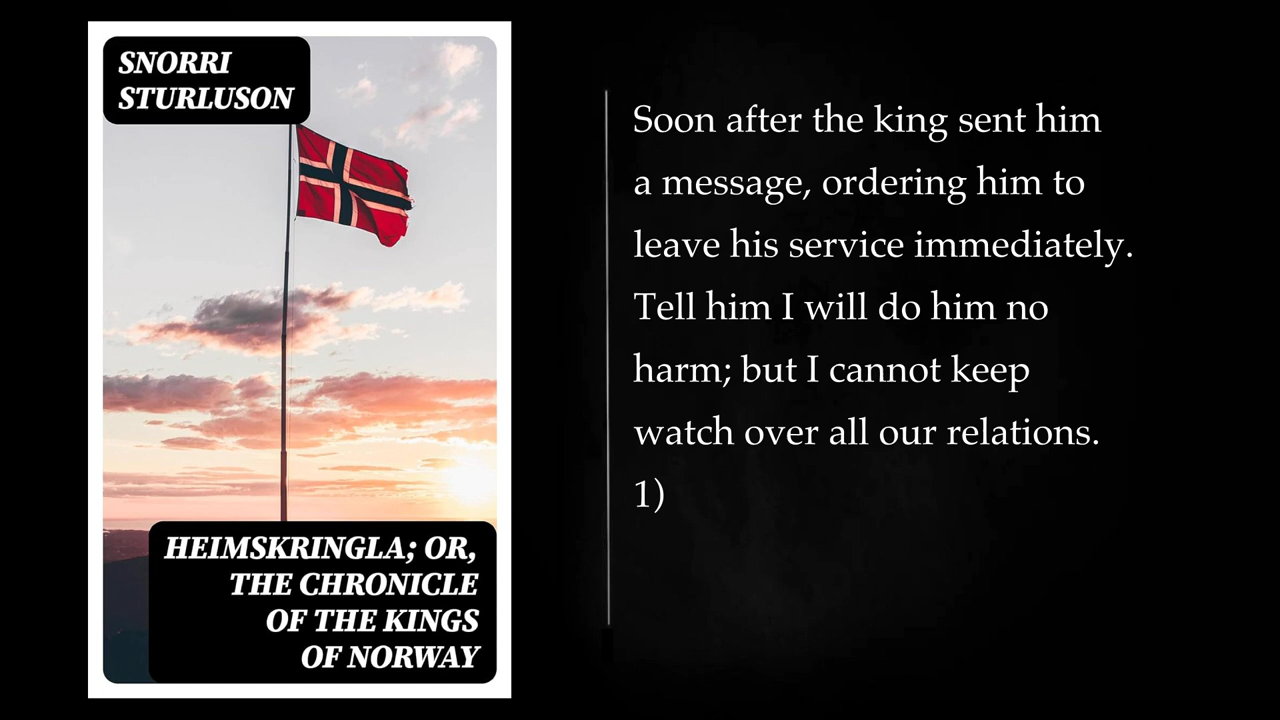 SNORRI
STURLUSON
HEIMSKRINGLA; OR,
THE CHRONICLE
OF THE KINGS
OF NORWAY
Soon after the king sent him
a message, ordering him to
leave his service immediately.
Tell him I will do him no
harm; but I cannot keep
watch over all our relations.
1)